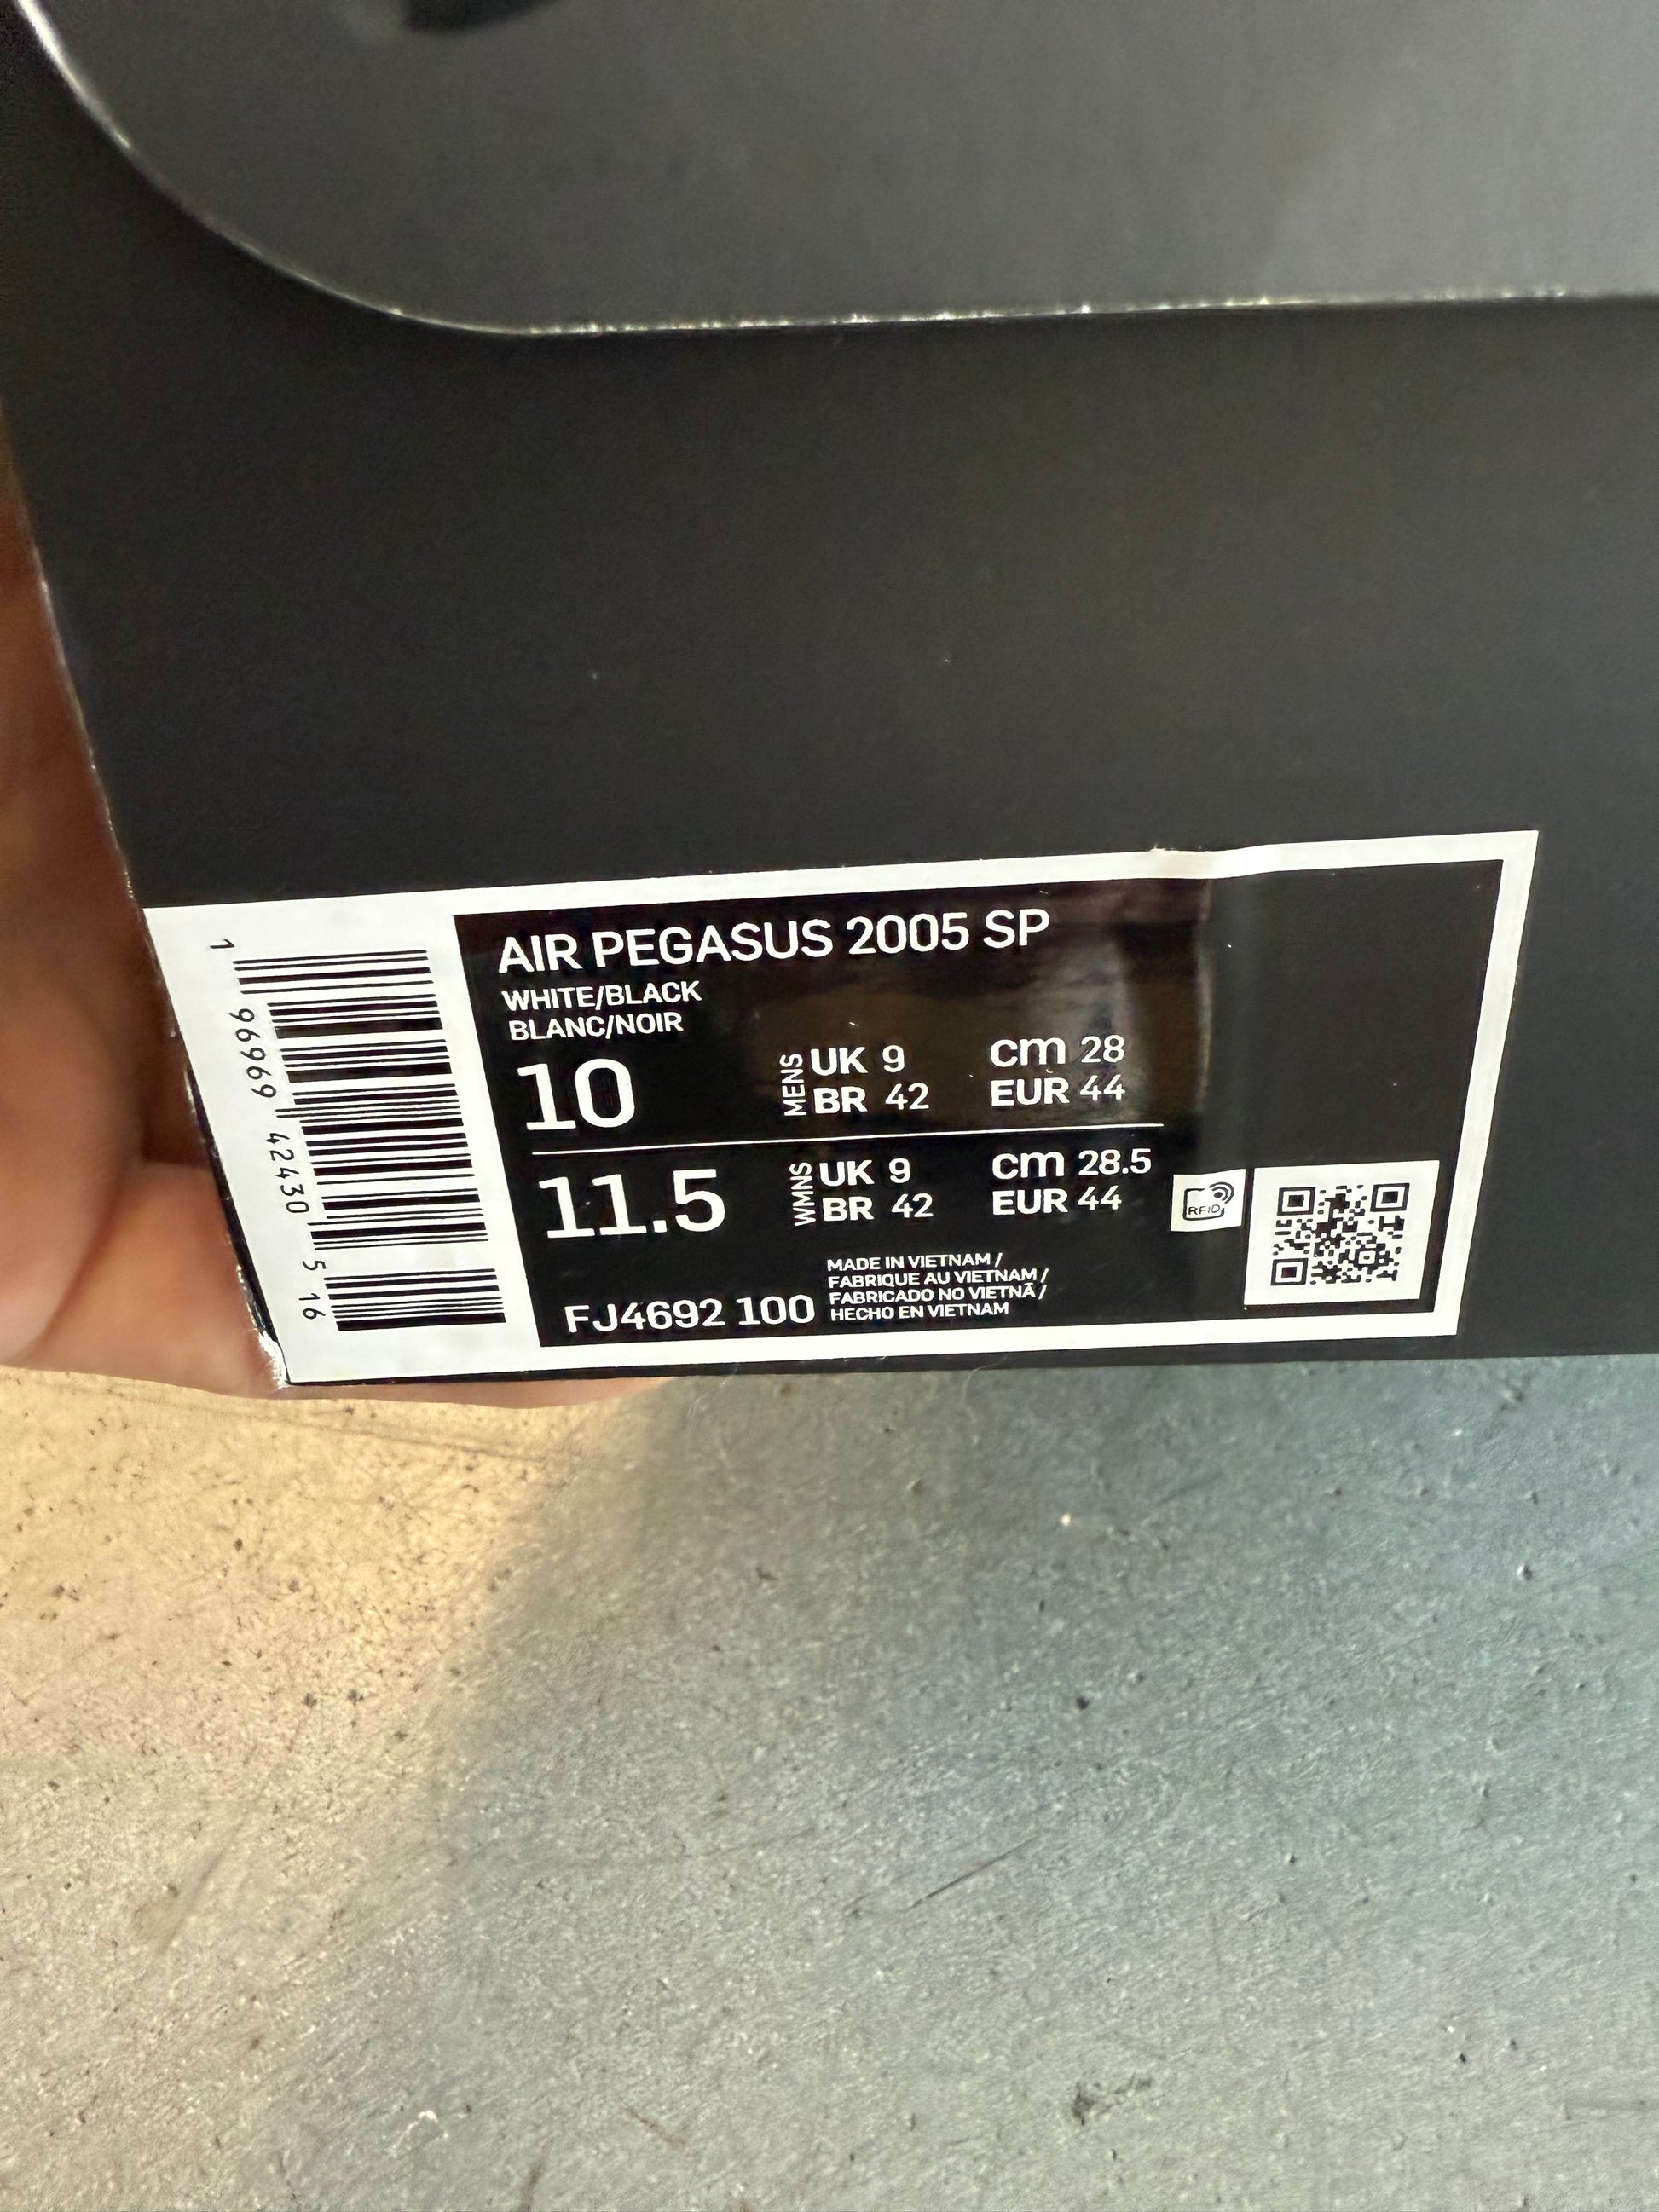 AIR PEGASUS 2005 SP
WHITE/BLACK
BLANC/NOIR
10 MENS UK 9 cm 28
BR 42 EUR 44
11.5 WMNS UK 9 cm 28.5
BR 42 EUR 44
FJ4692 100
MADE IN VIETNAM /
FABRIQUE AU VIETNAM /
FABRICADO NO VIETNÃ /
HECHO EN VIETNAM
RFID
1 96969 42430 5 16